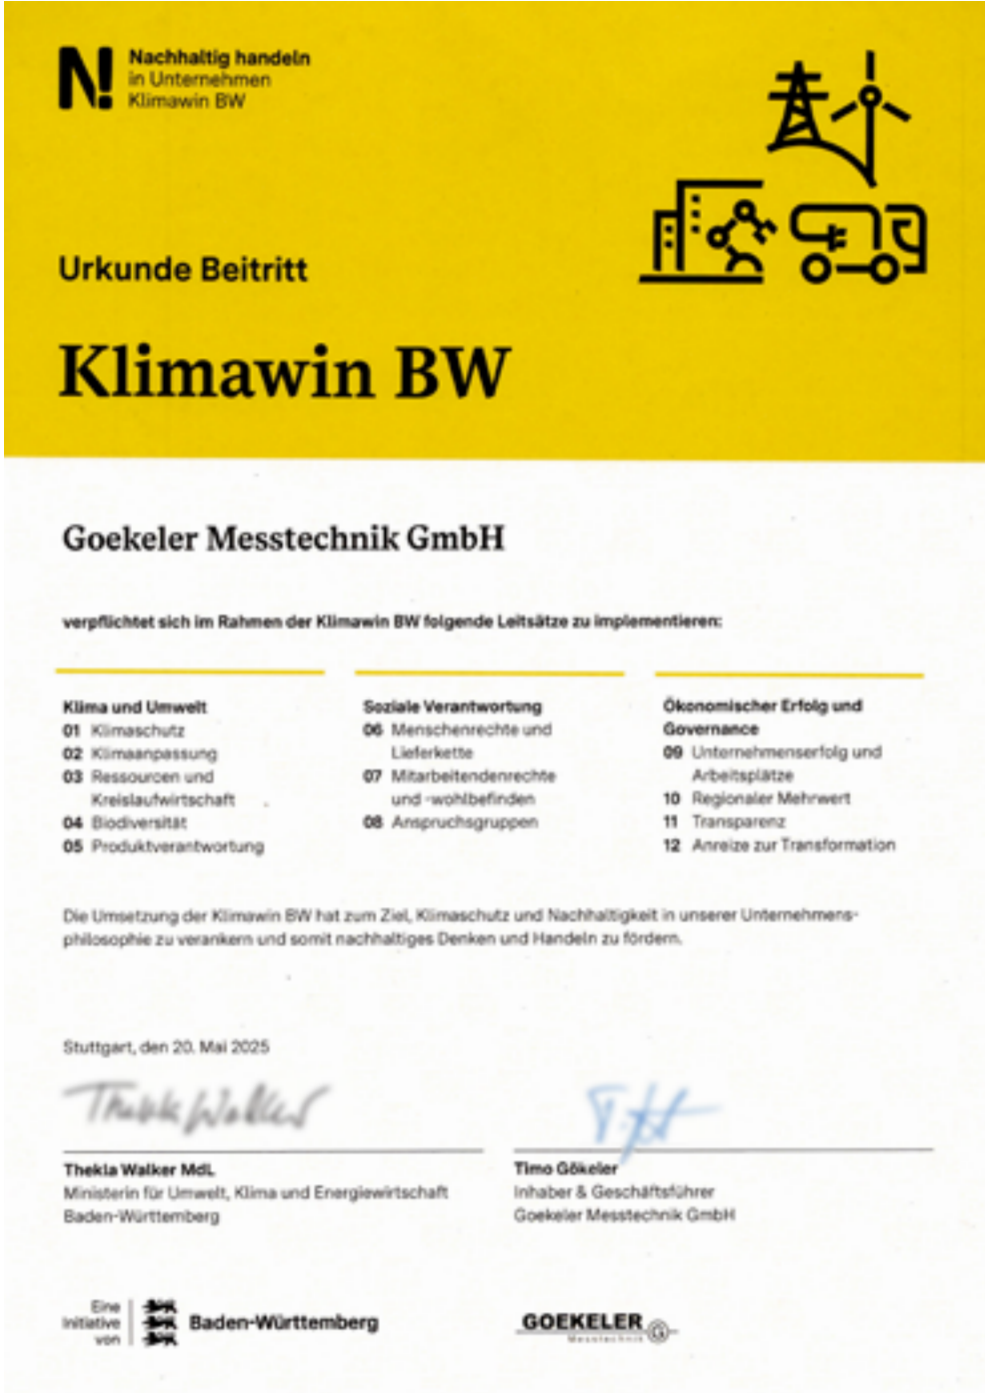 N!
Nachhaltig handeln
in Unternehmen
Klimawin BW
Urkunde Beitritt
Klimawin BW
Goekeler Messtechnik GmbH
verpflichtet sich im Rahmen der Klimawin BW folgende Leitsätze zu implementieren:
Klima und Umwelt
01 Klimaschutz
02 Klimaanpassung
03 Ressourcen und
Kreislaufwirtschaft
04 Biodiversität
05 Produktverantwortung
Soziale Verantwortung
06 Menschenrechte und
Lieferkette
07 Mitarbeitendenrechte
und -wohlbefinden
08 Anspruchsgruppen
Ökonomischer Erfolg und
Governance
09 Unternehmenserfolg und
Arbeitsplätze
10 Regionaler Mehrwert
11 Transparenz
12 Anreize zur Transformation
Die Umsetzung der Klimawin BW hat zum Ziel, Klimaschutz und Nachhaltigkeit in unserer Unternehmens-
philosophie zu verankern und somit nachhaltiges Denken und Handeln zu fördern.
Stuttgart, den 20. Mai 2025
Thekla Walker
Thekla Walker MdL
Ministerin für Umwelt, Klima und Energiewirtschaft
Baden-Württemberg
Timo Gökeler
Inhaber & Geschäftsführer
Goekeler Messtechnik GmbH
Eine
Initiative
von
Baden-Württemberg
GOEKELER
Messtechnik G